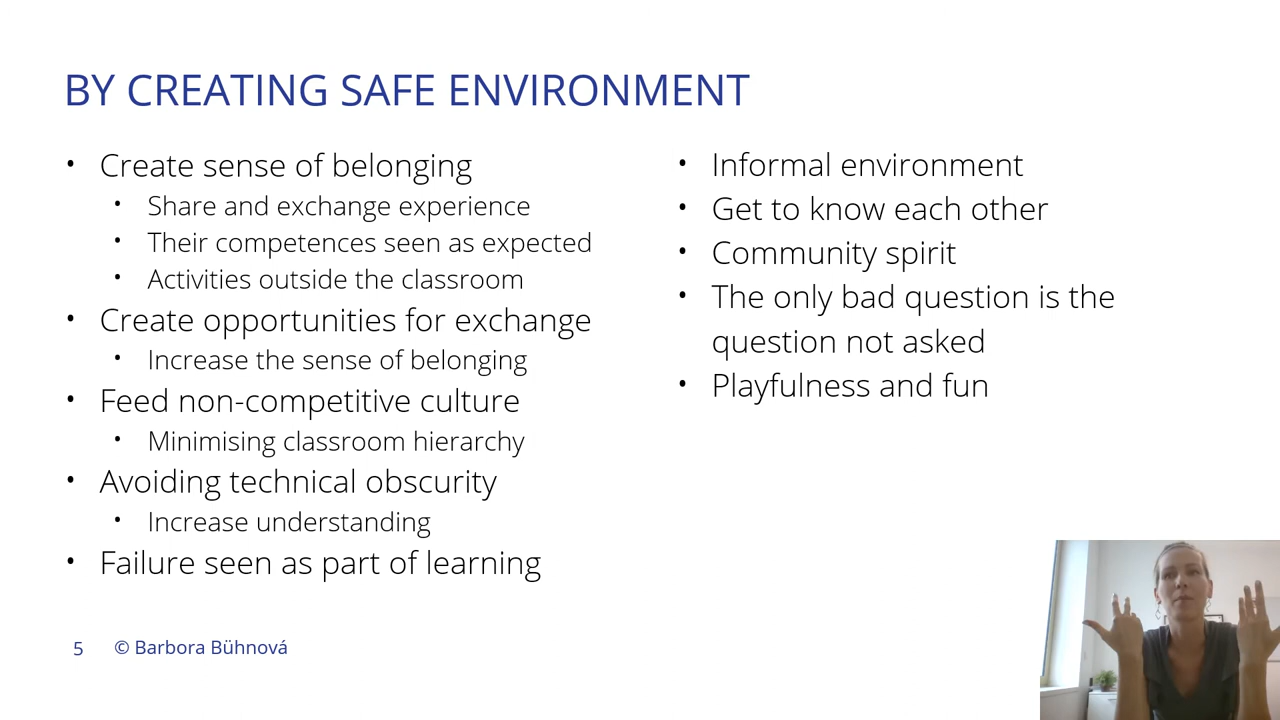 BY CREATING SAFE ENVIRONMENT
• Create sense of belonging
• Share and exchange experience
• Their competences seen as expected
• Activities outside the classroom
• Create opportunities for exchange
• Increase the sense of belonging
• Feed non-competitive culture
• Minimising classroom hierarchy
• Avoiding technical obscurity
• Increase understanding
• Failure seen as part of learning
• Informal environment
• Get to know each other
• Community spirit
• The only bad question is the
question not asked
• Playfulness and fun
5 © Barbora Bühnová